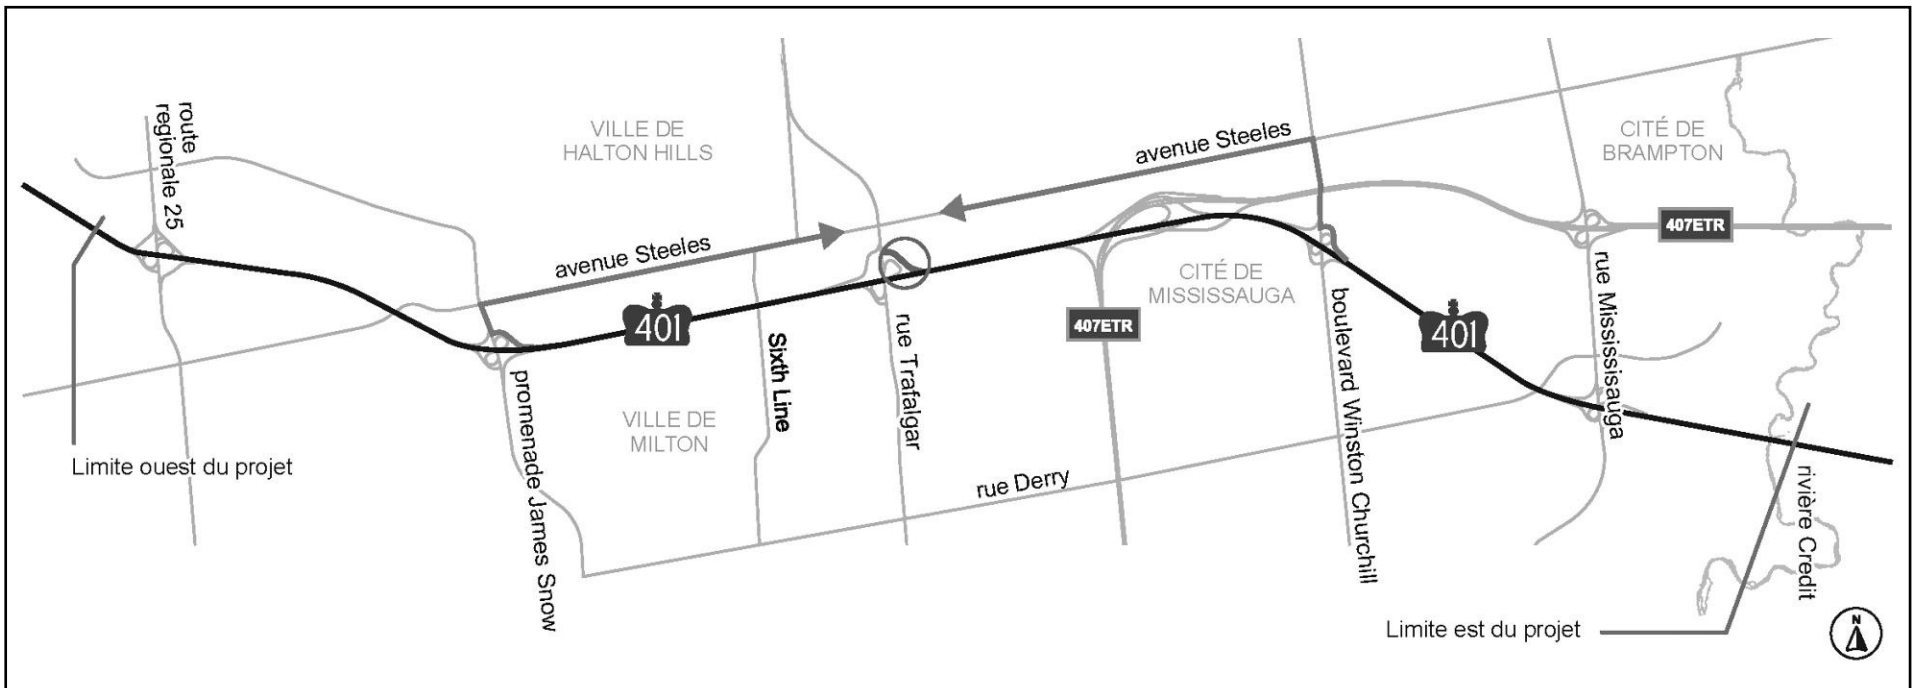 route
regionale 25
VILLE DE
HALTON HILLS
avenue Steeles
CITÉ DE
BRAMPTON
407ETR
avenue Steeles
401
CITÉ DE
MISSISSAUGA
407ETR
401
rue Mississauga
boulevard Winston Churchill
rue Trafalgar
Sixth Line
promenade James Snow
VILLE DE
MILTON
Limite ouest du projet
rue Derry
rivière Credit
Limite est du projet
N